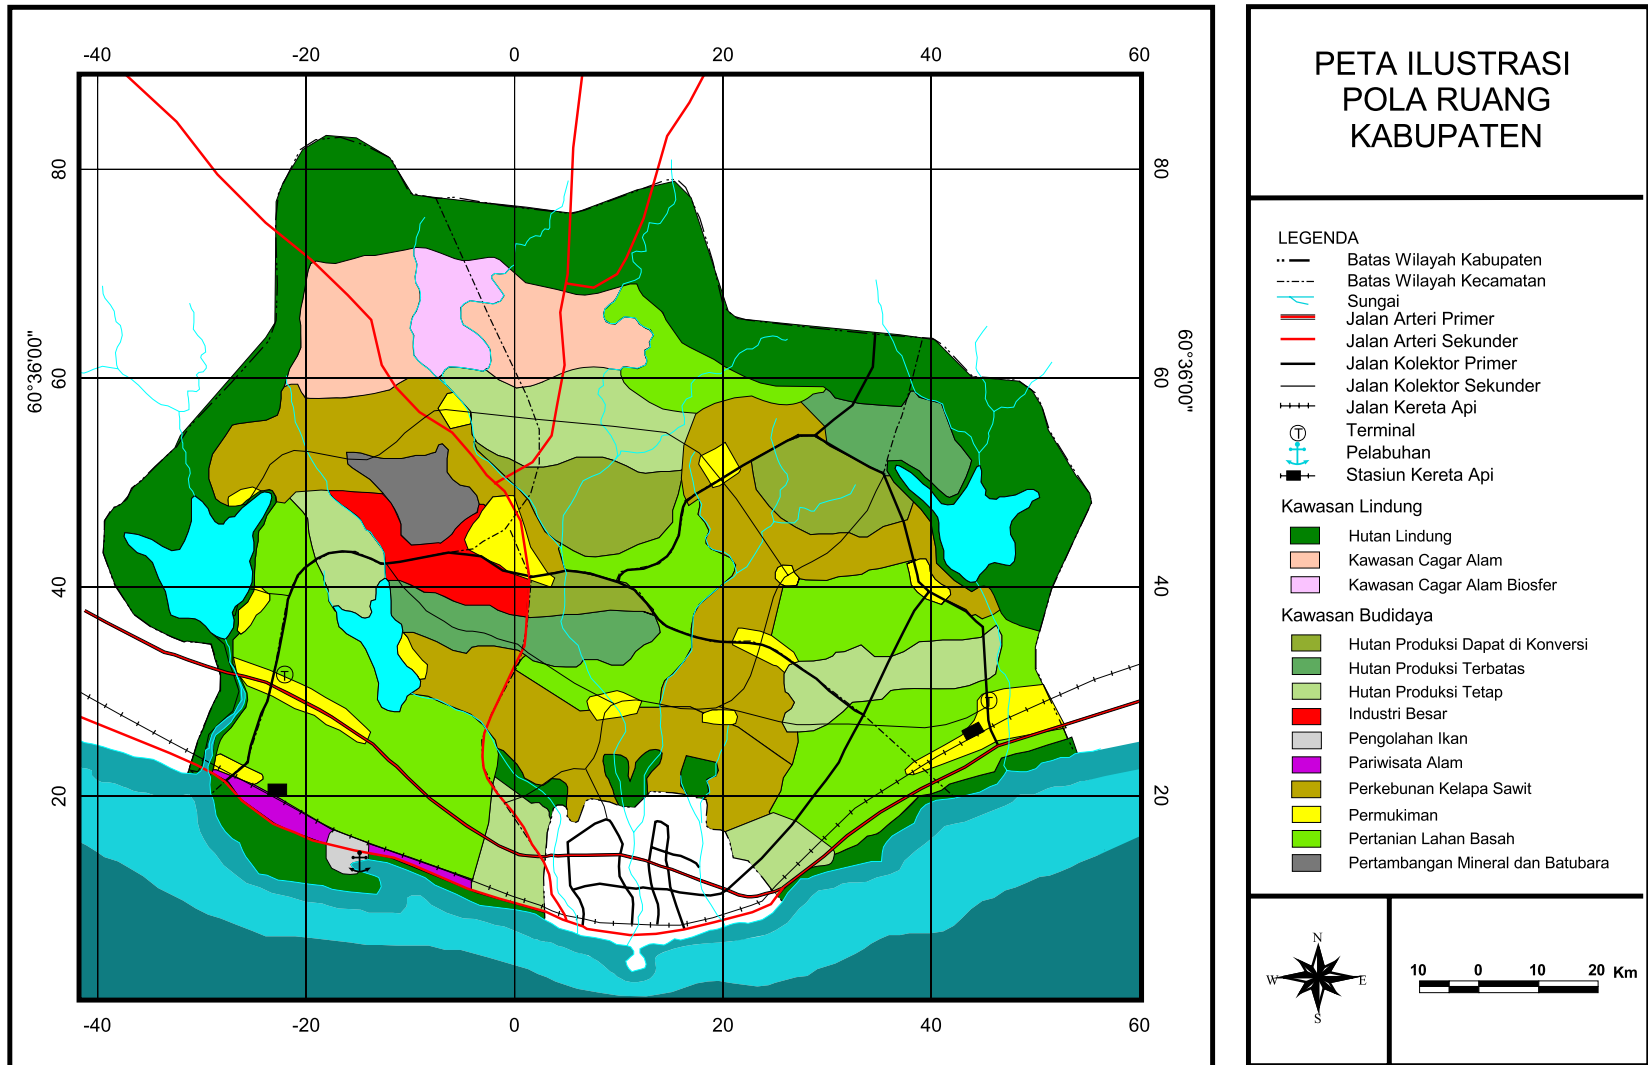 -40 -20 0 20 40 60
80 80
60 60
60°36'00" 60°36'00"
40 40
20 20
T
T
-40 -20 0 20 40 60
PETA ILUSTRASI
POLA RUANG
KABUPATEN
LEGENDA
Batas Wilayah Kabupaten
Batas Wilayah Kecamatan
Sungai
Jalan Arteri Primer
Jalan Arteri Sekunder
Jalan Kolektor Primer
Jalan Kolektor Sekunder
Jalan Kereta Api
T Terminal
Pelabuhan
Stasiun Kereta Api
Kawasan Lindung
Hutan Lindung
Kawasan Cagar Alam
Kawasan Cagar Alam Biosfer
Kawasan Budidaya
Hutan Produksi Dapat di Konversi
Hutan Produksi Terbatas
Hutan Produksi Tetap
Industri Besar
Pengolahan Ikan
Pariwisata Alam
Perkebunan Kelapa Sawit
Permukiman
Pertanian Lahan Basah
Pertambangan Mineral dan Batubara
N
W E
S
10 0 10 20 Km